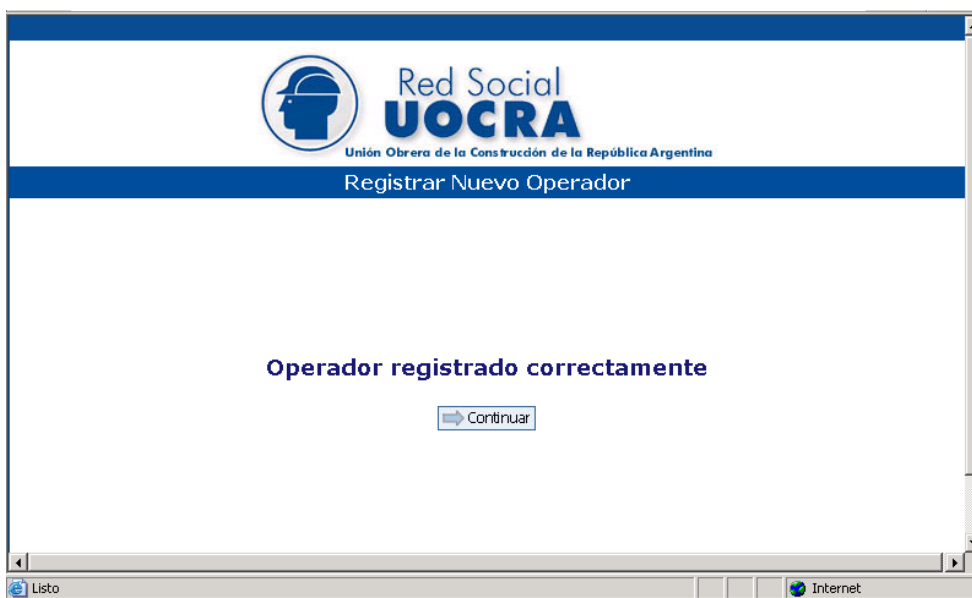 Red Social
UOCRA
Unión Obrera de la Construcción de la República Argentina
Registrar Nuevo Operador
Operador registrado correctamente
Continuar
Listo
Internet